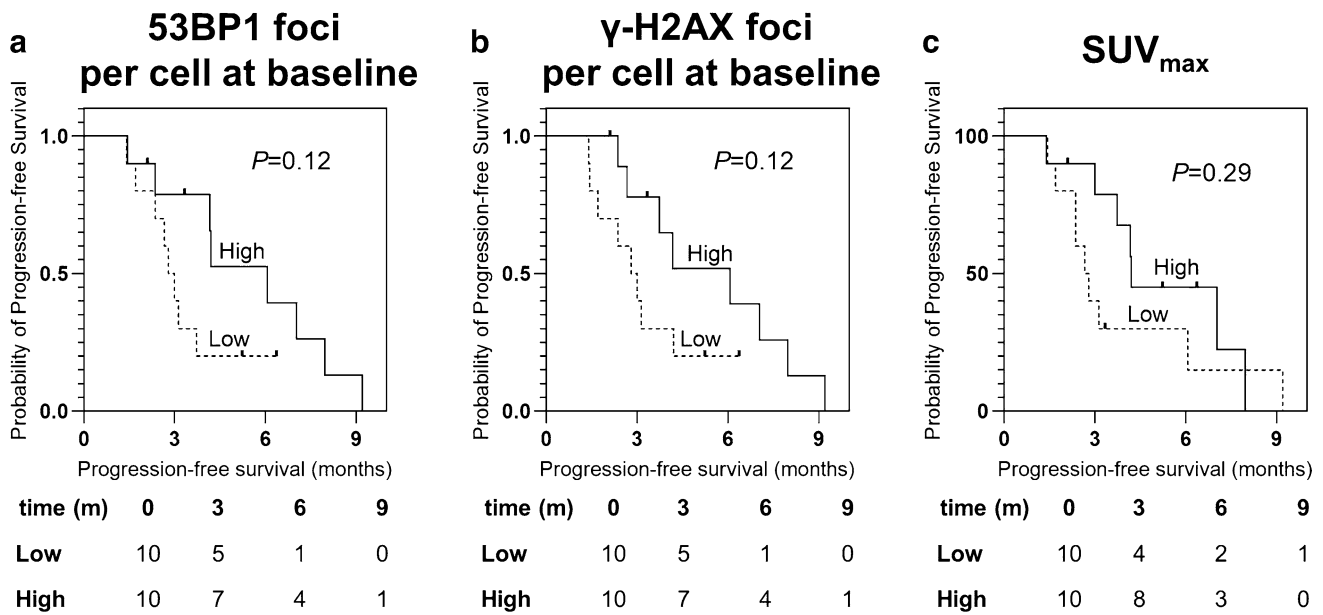 a
53BP1 foci
per cell at baseline
Probability of Progression-free Survival
1.0
0.5
0.0
P=0.12
High
Low
0 3 6 9
Progression-free survival (months)
time (m) 0 3 6 9
Low 10 5 1 0
High 10 7 4 1
b
γ-H2AX foci
per cell at baseline
Probability of Progression-free Survival
1.0
0.5
0.0
P=0.12
High
Low
0 3 6 9
Progression-free survival (months)
time (m) 0 3 6 9
Low 10 5 1 0
High 10 7 4 1
c
SUVmax
Probability of Progression-free Survival
100
50
0
P=0.29
High
Low
0 3 6 9
Progression-free survival (months)
time (m) 0 3 6 9
Low 10 4 2 1
High 10 8 3 0